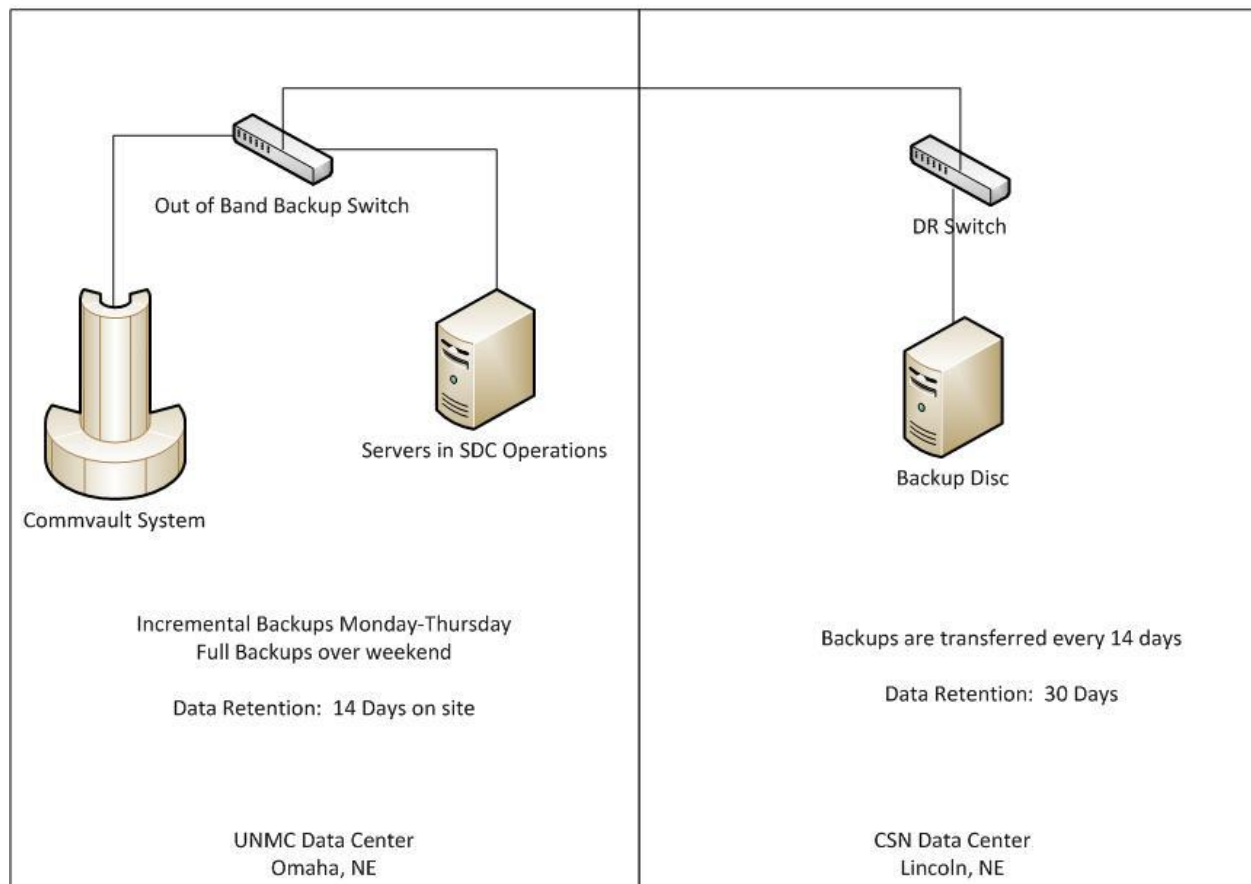 Out of Band Backup Switch
DR Switch
Servers in SDC Operations
Backup Disc
Commvault System
Incremental Backups Monday-Thursday
Full Backups over weekend
Data Retention: 14 Days on site
Backups are transferred every 14 days
Data Retention: 30 Days
UNMC Data Center
Omaha, NE
CSN Data Center
Lincoln, NE